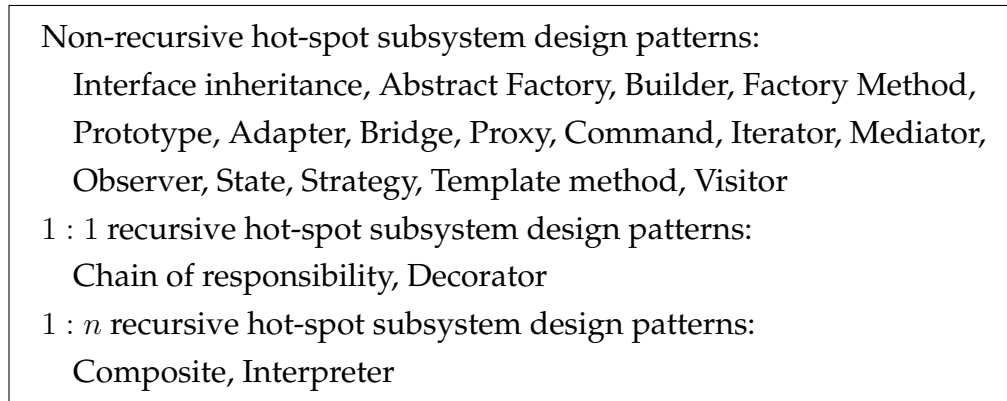 Non-recursive hot-spot subsystem design patterns:
Interface inheritance, Abstract Factory, Builder, Factory Method,
Prototype, Adapter, Bridge, Proxy, Command, Iterator, Mediator,
Observer, State, Strategy, Template method, Visitor
1 : 1 recursive hot-spot subsystem design patterns:
Chain of responsibility, Decorator
1 : n recursive hot-spot subsystem design patterns:
Composite, Interpreter